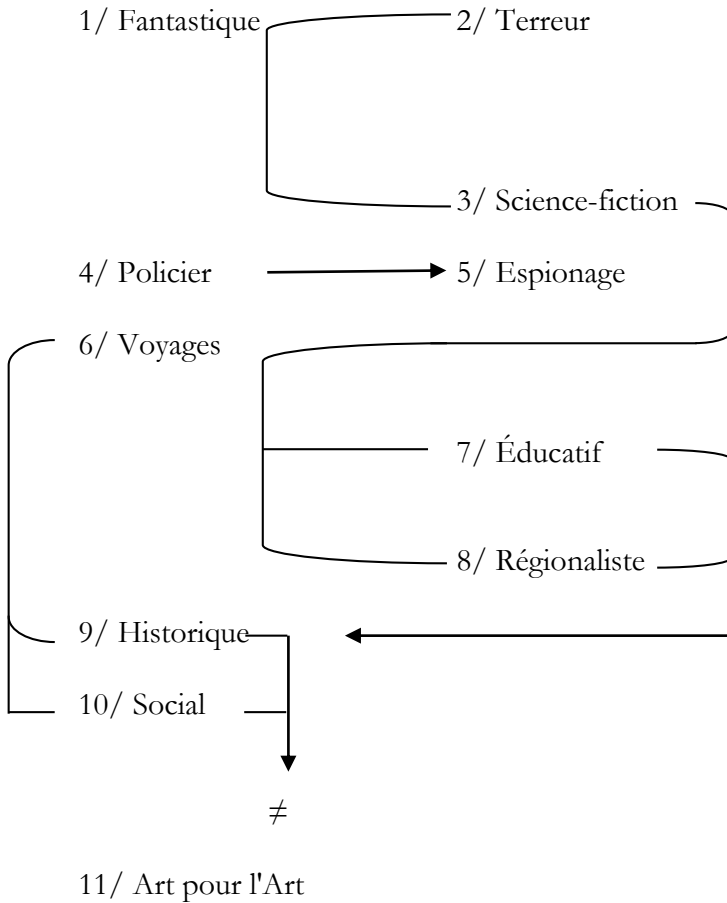 1/ Fantastique 2/ Terreur
3/ Science-fiction
4/ Policier 5/ Espionage
6/ Voyages
7/ Éducatif
8/ Régionaliste
9/ Historique
10/ Social
≠
11/ Art pour l'Art